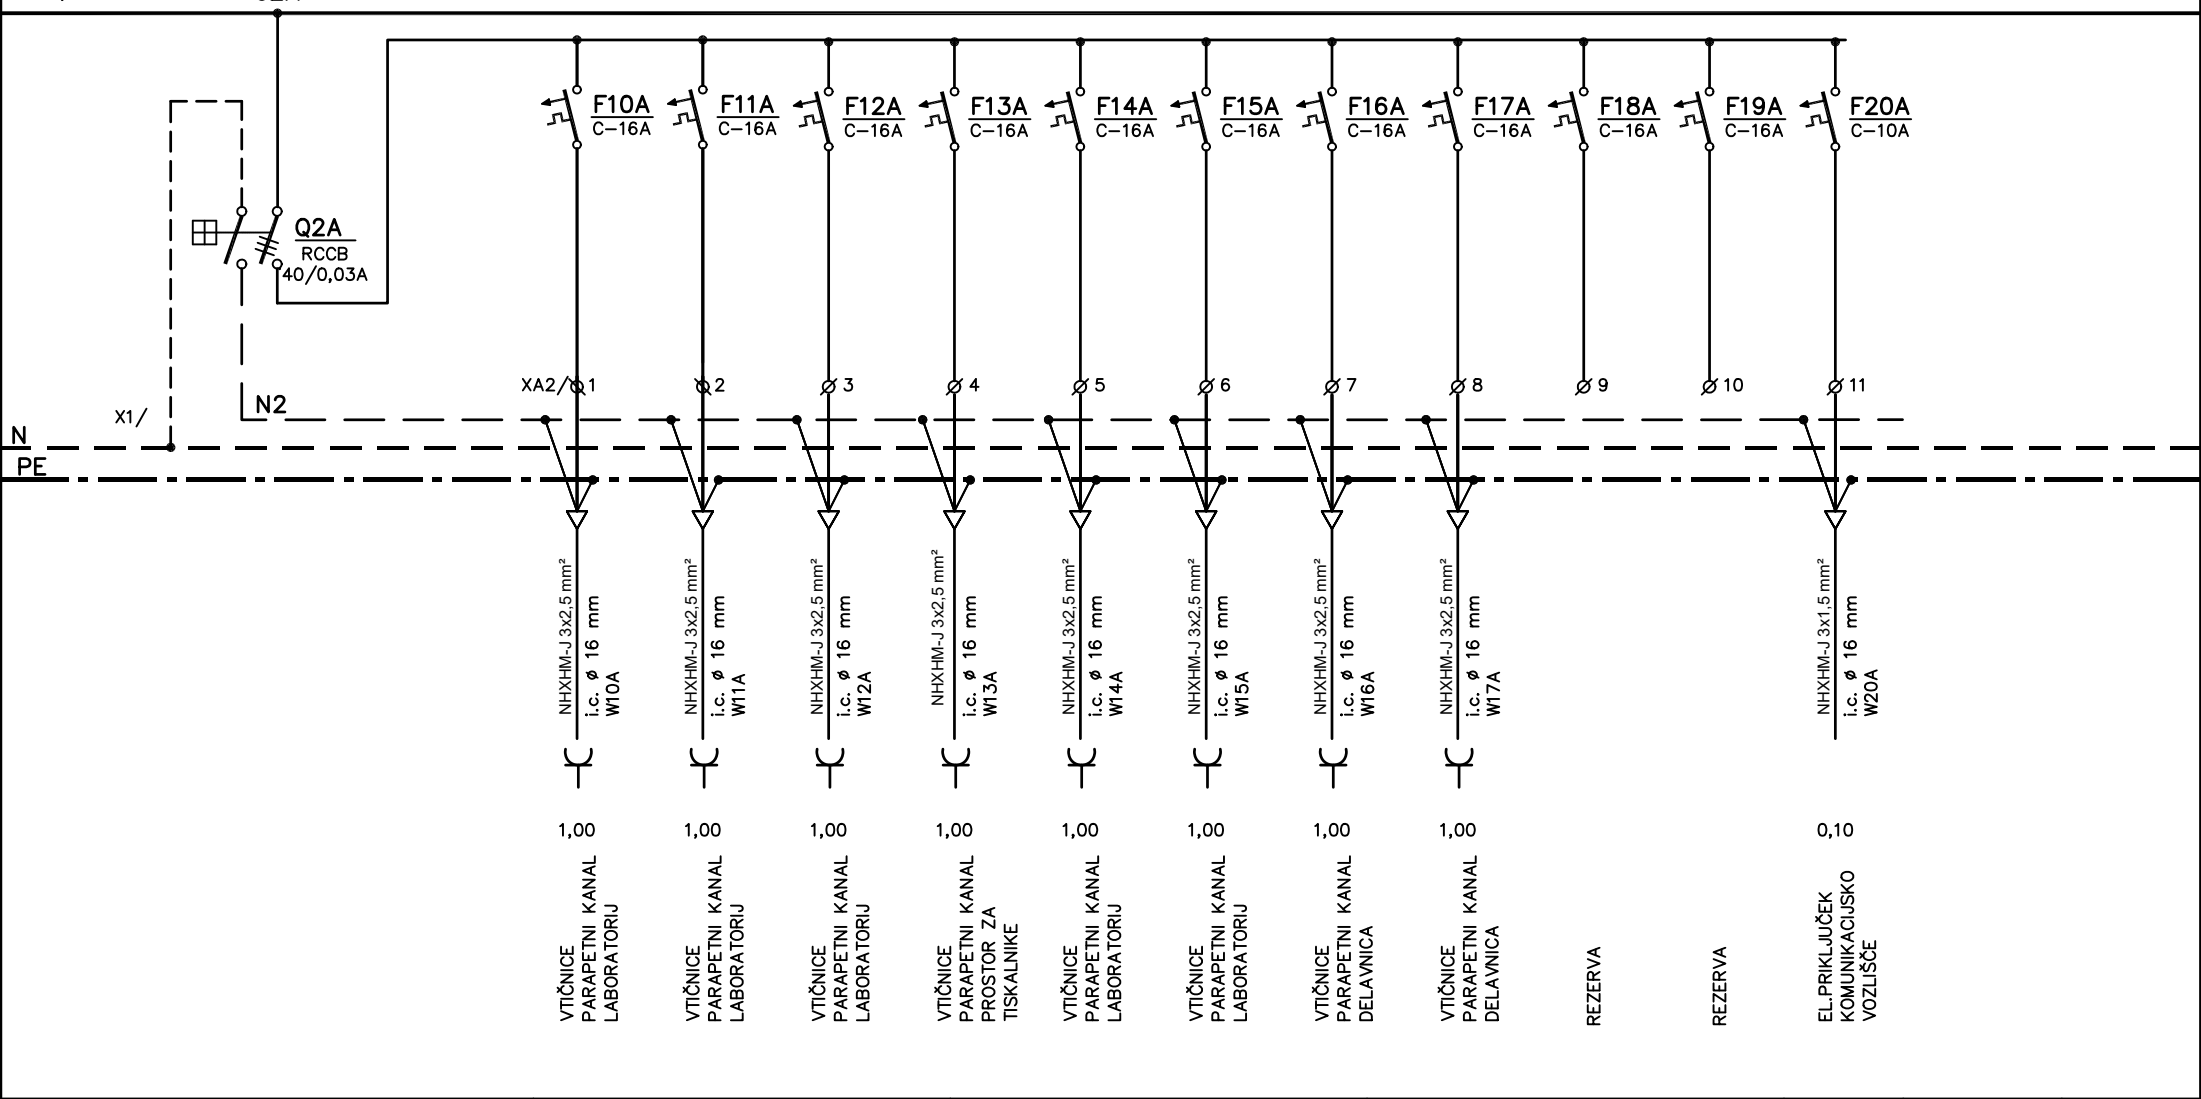 F10A
C-16A
F11A
C-16A
F12A
C-16A
F13A
C-16A
F14A
C-16A
F15A
C-16A
F16A
C-16A
F17A
C-16A
F18A
C-16A
F19A
C-16A
F20A
C-10A
Q2A
RCCB
40/0,03A
XA2/ 1
2
3
4
5
6
7
8
9
10
11
X1/
N2
N
PE
NHXHM-J 3x2,5 mm²
i.c. ø 16 mm
W10A
NHXHM-J 3x2,5 mm²
i.c. ø 16 mm
W11A
NHXHM-J 3x2,5 mm²
i.c. ø 16 mm
W12A
NHXHM-J 3x2,5 mm²
i.c. ø 16 mm
W13A
NHXHM-J 3x2,5 mm²
i.c. ø 16 mm
W14A
NHXHM-J 3x2,5 mm²
i.c. ø 16 mm
W15A
NHXHM-J 3x2,5 mm²
i.c. ø 16 mm
W16A
NHXHM-J 3x2,5 mm²
i.c. ø 16 mm
W17A
NHXHM-J 3x1,5 mm²
i.c. ø 16 mm
W20A
1,00
1,00
1,00
1,00
1,00
1,00
1,00
1,00
0,10
VTIČNICE
PARAPETNI KANAL
LABORATORIJ
VTIČNICE
PARAPETNI KANAL
LABORATORIJ
VTIČNICE
PARAPETNI KANAL
LABORATORIJ
VTIČNICE
PARAPETNI KANAL
PROSTOR ZA
TISKALNIKE
VTIČNICE
PARAPETNI KANAL
LABORATORIJ
VTIČNICE
PARAPETNI KANAL
LABORATORIJ
VTIČNICE
PARAPETNI KANAL
DELAVNICA
VTIČNICE
PARAPETNI KANAL
DELAVNICA
REZERVA
REZERVA
EL.PRIKLJUČEK
KOMUNIKACIJSKO
VOZLIŠČE